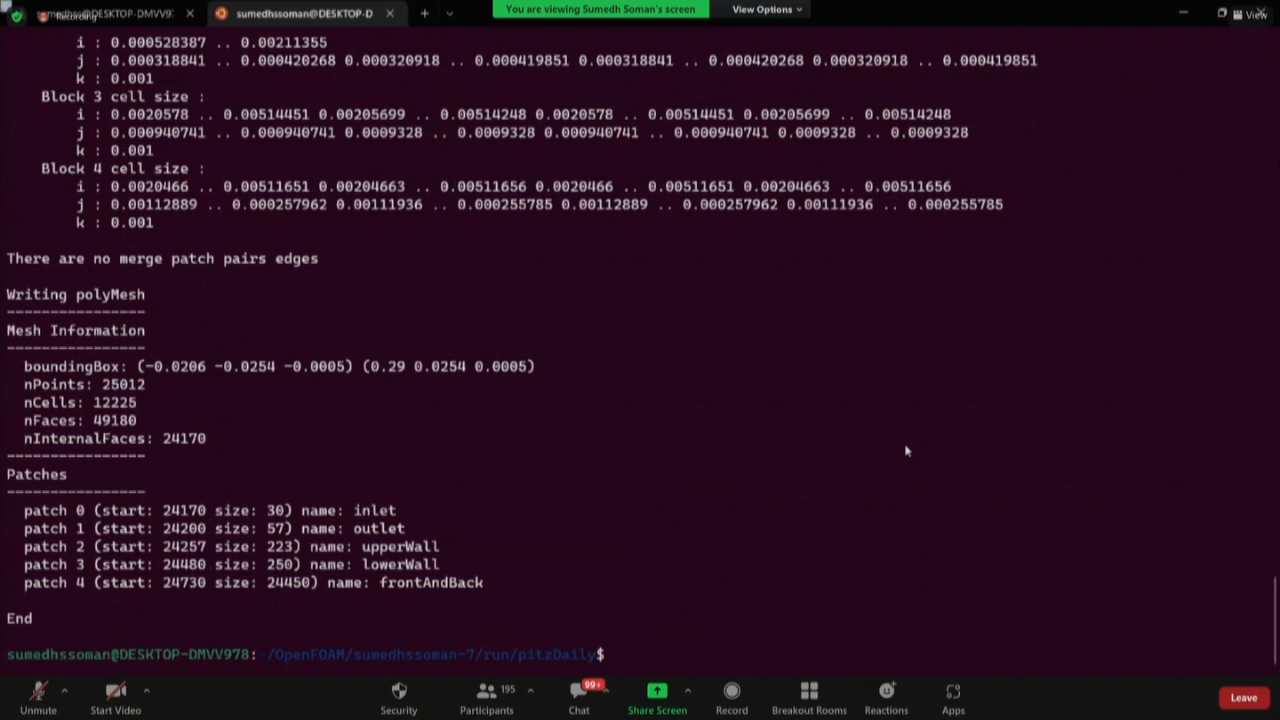 sumedhssoman@DESKTOP-DMVV97
Recording
sumedhssoman@DESKTOP-D
You are viewing Sumedh Soman's screen
View Options
View
i : 0.000528387 .. 0.00211355
j : 0.000318841 .. 0.000420268 0.000320918 .. 0.000419851 0.000318841 .. 0.000420268 0.000320918 .. 0.000419851
k : 0.001
Block 3 cell size :
i : 0.0020578 .. 0.00514451 0.00205699 .. 0.00514248 0.0020578 .. 0.00514451 0.00205699 .. 0.00514248
j : 0.000940741 .. 0.000940741 0.0009328 .. 0.0009328 0.000940741 .. 0.000940741 0.0009328 .. 0.0009328
k : 0.001
Block 4 cell size :
i : 0.0020466 .. 0.00511651 0.00204663 .. 0.00511656 0.0020466 .. 0.00511651 0.00204663 .. 0.00511656
j : 0.00112889 .. 0.000257962 0.00111936 .. 0.000255785 0.00112889 .. 0.000257962 0.00111936 .. 0.000255785
k : 0.001
There are no merge patch pairs edges
Writing polyMesh
----------------
Mesh Information
----------------
boundingBox: (-0.0206 -0.0254 -0.0005) (0.29 0.0254 0.0005)
nPoints: 25012
nCells: 12225
nFaces: 49180
nInternalFaces: 24170
----------------
Patches
----------------
patch 0 (start: 24170 size: 30) name: inlet
patch 1 (start: 24200 size: 57) name: outlet
patch 2 (start: 24257 size: 223) name: upperWall
patch 3 (start: 24480 size: 250) name: lowerWall
patch 4 (start: 24730 size: 24450) name: frontAndBack
End
sumedhssoman@DESKTOP-DMVV978:~/OpenFOAM/sumedhssoman-7/run/pitzDaily$
195
99+
Unmute
Start Video
Security
Participants
Chat
Share Screen
Record
Breakout Rooms
Reactions
Apps
Leave